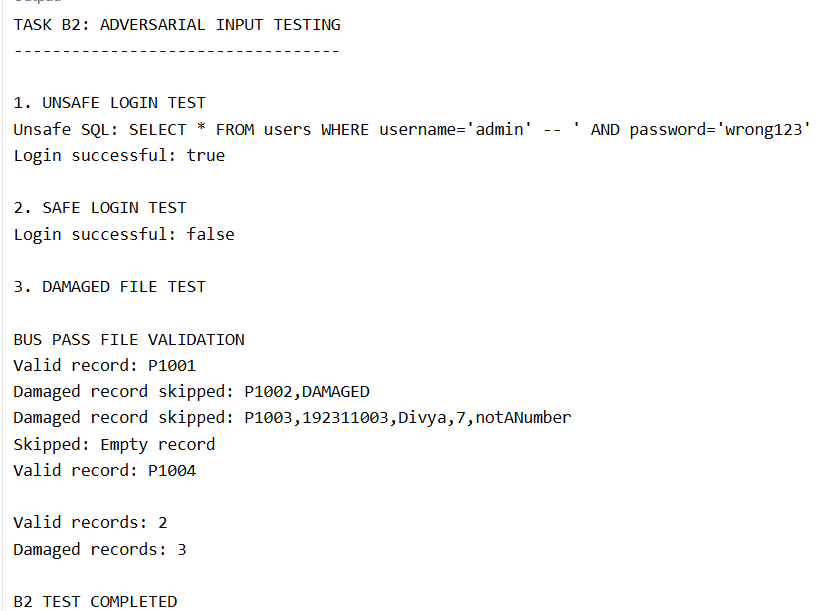 TASK B2: ADVERSARIAL INPUT TESTING
----------------------------------
1. UNSAFE LOGIN TEST
Unsafe SQL: SELECT * FROM users WHERE username='admin' -- ' AND password='wrong123'
Login successful: true
2. SAFE LOGIN TEST
Login successful: false
3. DAMAGED FILE TEST
BUS PASS FILE VALIDATION
Valid record: P1001
Damaged record skipped: P1002,DAMAGED
Damaged record skipped: P1003,192311003,Divya,7,notANumber
Skipped: Empty record
Valid record: P1004
Valid records: 2
Damaged records: 3
B2 TEST COMPLETED